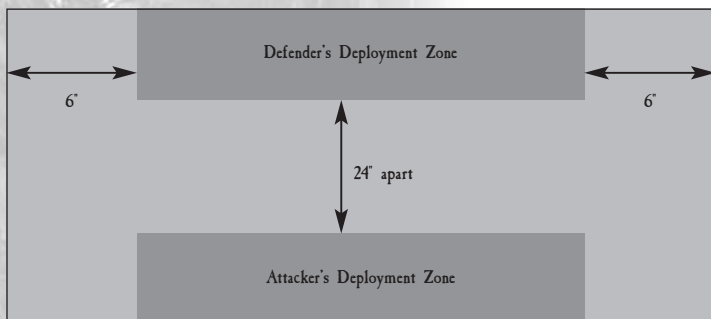 Defender's Deployment Zone
6"
6"
24" apart
Attacker's Deployment Zone